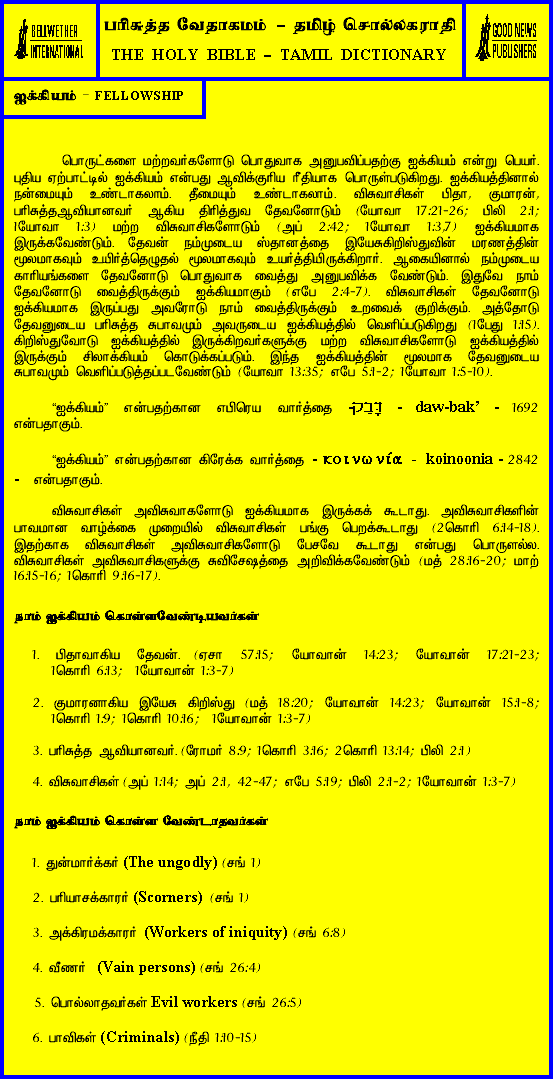 BELLWETHER
INTERNATIONAL
பரிசுத்த வேதாகமம் - தமிழ் சொல்லகராதி
THE HOLY BIBLE – TAMIL DICTIONARY
GOOD NEWS
PUBLISHERS
ஐக்கியம் – FELLOWSHIP
பொருட்களை மற்றவர்களோடு பொதுவாக அனுபவிப்பதற்கு ஐக்கியம் என்று பெயர்.
புதிய ஏற்பாட்டில் ஐக்கியம் என்பது ஆவிக்குரிய ரீதியாக பொருள்படுகிறது. ஐக்கியத்தினால்
நன்மையும் உண்டாகலாம். தீமையும் உண்டாகலாம். விசுவாசிகள் பிதா, குமாரன்,
பரிசுத்தஆவியானவர் ஆகிய திரித்துவ தேவனோடும் (யோவா 17:21-26; பிலி 2:1;
1யோவா 1:3) மற்ற விசுவாசிகளோடும் (அப் 2:42; 1யோவா 1:3,7) ஐக்கியமாக
இருக்கவேண்டும். தேவன் நம்முடைய ஸ்தானத்தை இயேசுகிறிஸ்துவின் மரணத்தின்
மூலமாகவும் உயிர்த்தெழுதல் மூலமாகவும் உயர்த்தியிருக்கிறார். ஆகையினால் நம்முடைய
காரியங்களை தேவனோடு பொதுவாக வைத்து அனுபவிக்க வேண்டும். இதுவே நாம்
தேவனோடு வைத்திருக்கும் ஐக்கியமாகும் (எபே 2:4-7). விசுவாசிகள் தேவனோடு
ஐக்கியமாக இருப்பது அவரோடு நாம் வைத்திருக்கும் உறவைக் குறிக்கும். அத்தோடு
தேவனுடைய பரிசுத்த சுபாவமும் அவருடைய ஐக்கியத்தில் வெளிப்படுகிறது (1பேது 1:15).
கிறிஸ்துவோடு ஐக்கியத்தில் இருக்கிறவர்களுக்கு மற்ற விசுவாசிகளோடு ஐக்கியத்தில்
இருக்கும் சிலாக்கியம் கொடுக்கப்படும். இந்த ஐக்கியத்தின் மூலமாக தேவனுடைய
சுபாவமும் வெளிப்படுத்தப்படவேண்டும் (யோவா 13:35; எபே 5:1-2; 1யோவா 1:5-10).
“ஐக்கியம்” என்பதற்கான எபிரெய வார்த்தை -דָּבַק - daw-bak’ - 1692
என்பதாகும்.
“ஐக்கியம்” என்பதற்கான கிரேக்க வார்த்தை - κοινωνία - koinoonia - 2842
- என்பதாகும்.
விசுவாசிகள் அவிசுவாகளோடு ஐக்கியமாக இருக்கக் கூடாது. அவிசுவாசிகளின்
பாவமான வாழ்க்கை முறையில் விசுவாசிகள் பங்கு பெறக்கூடாது (2கொரி 6:14-18).
இதற்காக விசுவாசிகள் அவிசுவாசிகளோடு பேசவே கூடாது என்பது பொருளல்ல.
விசுவாசிகள் அவிசுவாசிகளுக்கு சுவிசேஷத்தை அறிவிக்கவேண்டும் (மத் 28:16-20; மாற்
16:15-16; 1கொரி 9:16-17).
நாம் ஐக்கியம் கொள்ளவேண்டியவர்கள்
1. பிதாவாகிய தேவன். (ஏசா 57:15; யோவான் 14:23; யோவான் 17:21-23;
1கொரி 6:13; 1யோவான் 1:3-7)
2. குமாரனாகிய இயேசு கிறிஸ்து (மத் 18:20; யோவான் 14:23; யோவான் 15:1-8;
1கொரி 1:9; 1கொரி 10:16; 1யோவான் 1:3-7)
3. பரிசுத்த ஆவியானவர். (ரோமர் 8:9; 1கொரி 3:16; 2கொரி 13:14; பிலி 2:1)
4. விசுவாசிகள் (அப் 1:14; அப் 2:1, 42-47; எபே 5:19; பிலி 2:1-2; 1யோவான் 1:3-7)
நாம் ஐக்கியம் கொள்ள வேண்டாதவர்கள்
1. துன்மார்க்கர் (The ungodly) (சங் 1)
2. பரியாசக்காரர் (Scorners) (சங் 1)
3. அக்கிரமக்காரர் (Workers of iniquity) (சங் 6:8)
4. வீணர் (Vain persons) (சங் 26:4)
5. பொல்லாதவர்கள் Evil workers (சங் 26:5)
6. பாவிகள் (Criminals) (நீதி 1:10-15)